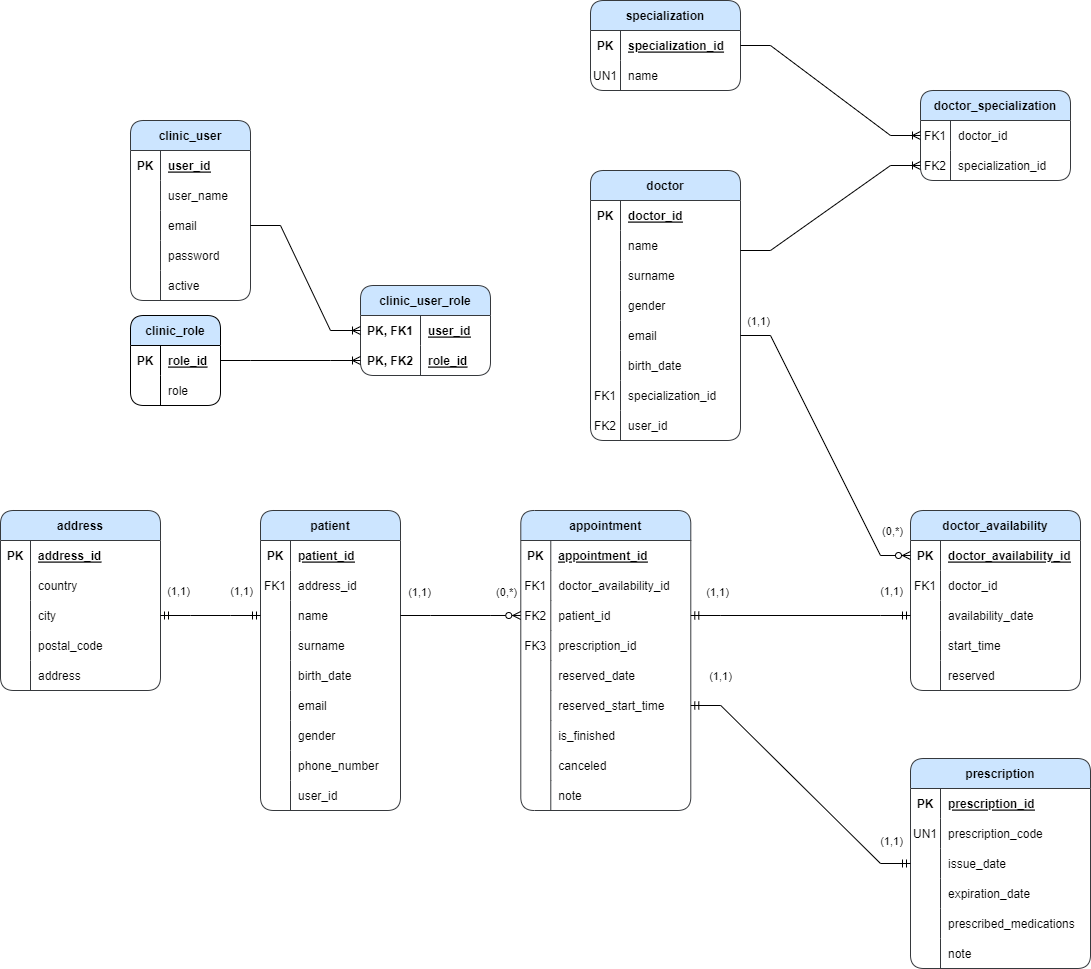 specialization
PK specialization_id
UN1 name
doctor_specialization
FK1 doctor_id
FK2 specialization_id
clinic_user
PK user_id
user_name
email
password
active
clinic_role
PK role_id
role
clinic_user_role
PK, FK1 user_id
PK, FK2 role_id
doctor
PK doctor_id
name
surname
gender
email
birth_date
FK1 specialization_id
FK2 user_id
(1,1)
(0,*)
address
PK address_id
country
city
postal_code
address
(1,1)
(1,1)
patient
PK patient_id
FK1 address_id
name
surname
birth_date
email
gender
phone_number
user_id
(1,1)
(0,*)
appointment
PK appointment_id
FK1 doctor_availability_id
FK2 patient_id
FK3 prescription_id
reserved_date
reserved_start_time
is_finished
canceled
note
(1,1)
(1,1)
doctor_availability
PK doctor_availability_id
FK1 doctor_id
availability_date
start_time
reserved
(1,1)
(1,1)
prescription
PK prescription_id
UN1 prescription_code
issue_date
expiration_date
prescribed_medications
note